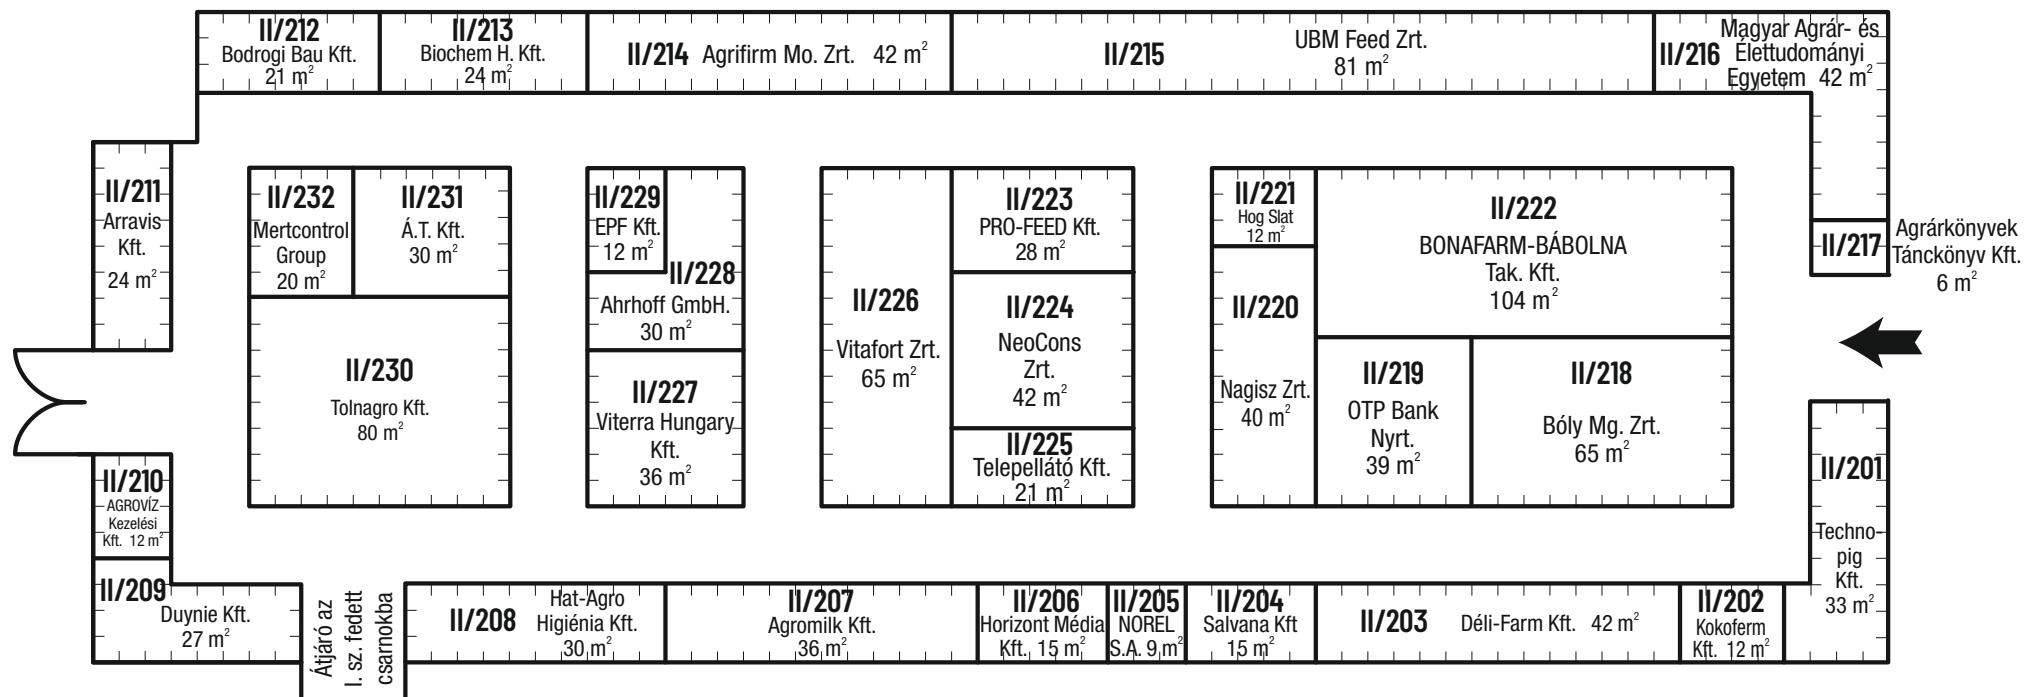 II/212
Bodrogi Bau Kft.
21 m²
II/213
Biochem H. Kft.
24 m²
II/214 Agrifirm Mo. Zrt. 42 m²
II/215
UBM Feed Zrt.
81 m²
II/216
Magyar Agrár- és
Élettudományi
Egyetem 42 m²
II/211
Arravis
Kft.
24 m²
II/232
Mertcontrol
Group
20 m²
II/231
Á.T. Kft.
30 m²
II/229
EPF Kft.
12 m²
II/228
Ahrhoff GmbH.
30 m²
II/226
Vitafort Zrt.
65 m²
II/223
PRO-FEED Kft.
28 m²
II/224
NeoCons
Zrt.
42 m²
II/225
Telepellátó Kft.
21 m²
II/221
Hog Slat
12 m²
II/222
BONAFARM-BÁBOLNA
Tak. Kft.
104 m²
II/217
Agrárkönyvek
Tánckönyv Kft.
6 m²
II/220
Nagisz Zrt.
40 m²
II/230
Tolnagro Kft.
80 m²
II/227
Viterra Hungary
Kft.
36 m²
II/219
OTP Bank
Nyrt.
39 m²
II/218
Bóly Mg. Zrt.
65 m²
II/201
Techno-
pig
Kft.
33 m²
II/210
AGROVÍZ
Kezelési
Kft. 12 m²
II/209
Duynie Kft.
27 m²
Átjáró az
I. sz. fedett
csarnokba
II/208
Hat-Agro
Higiénia Kft.
30 m²
II/207
Agromilk Kft.
36 m²
II/206
Horizont Média
Kft. 15 m²
II/205
NOREL
S.A. 9 m²
II/204
Salvana Kft
15 m²
II/203 Déli-Farm Kft. 42 m²
II/202
Kokoferm
Kft. 12 m²